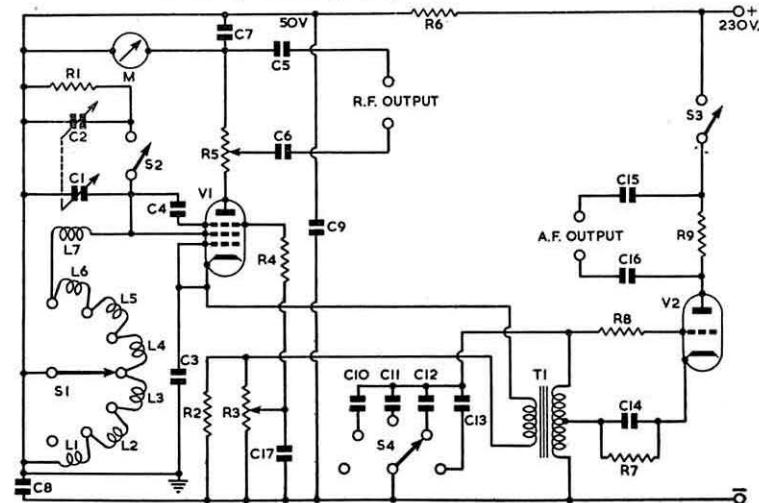 C7
50V
R6
+
230V.
M
C5
R1
R.F. OUTPUT
S3
C2
C6
S2
R5
C1
V1
C15
C4
C9
A.F. OUTPUT
R9
L7
R4
C16
L6
V2
L5
R8
L4
C3
C10 C11 C12
T1
S1
L3
C13
R2
R3
C14
S4
L1
L2
C17
R7
C8
−